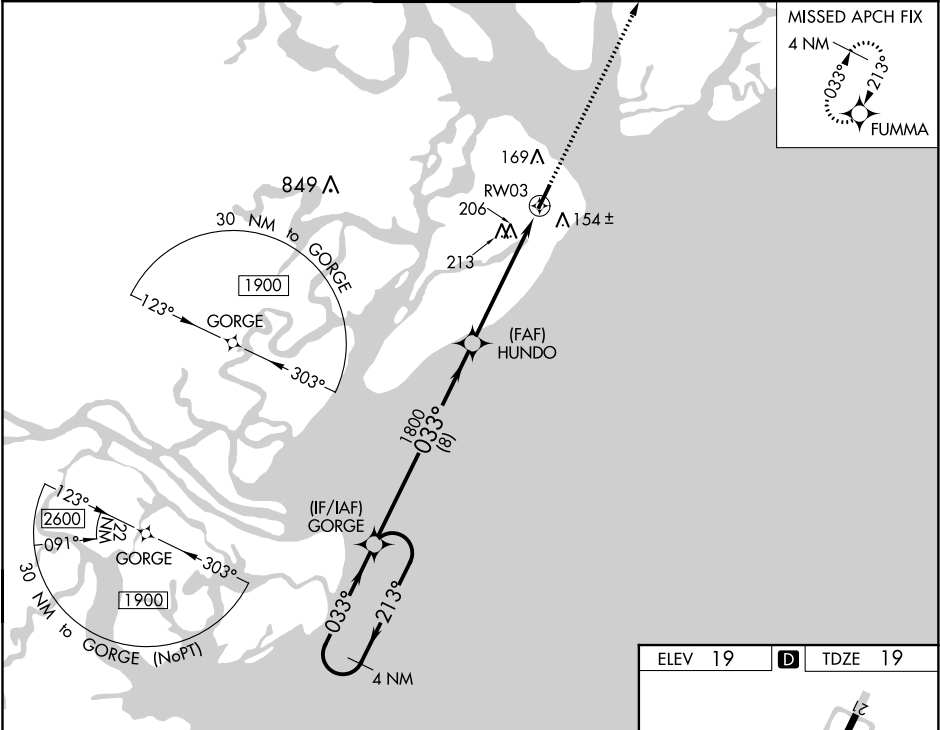 MISSED APCH FIX
4 NM
033°
213°
FUMMA
169
RW03
849
206
154 ±
213
30 NM to GORGE
1900
123°
GORGE
303°
(FAF)
HUNDO
1800
033°
(8)
(IF/IAF)
GORGE
123°
2600
22
NM
091°
GORGE
303°
1900
30 NM to GORGE (NoPT)
033°
213°
4 NM
ELEV 19
D
TDZE 19
21